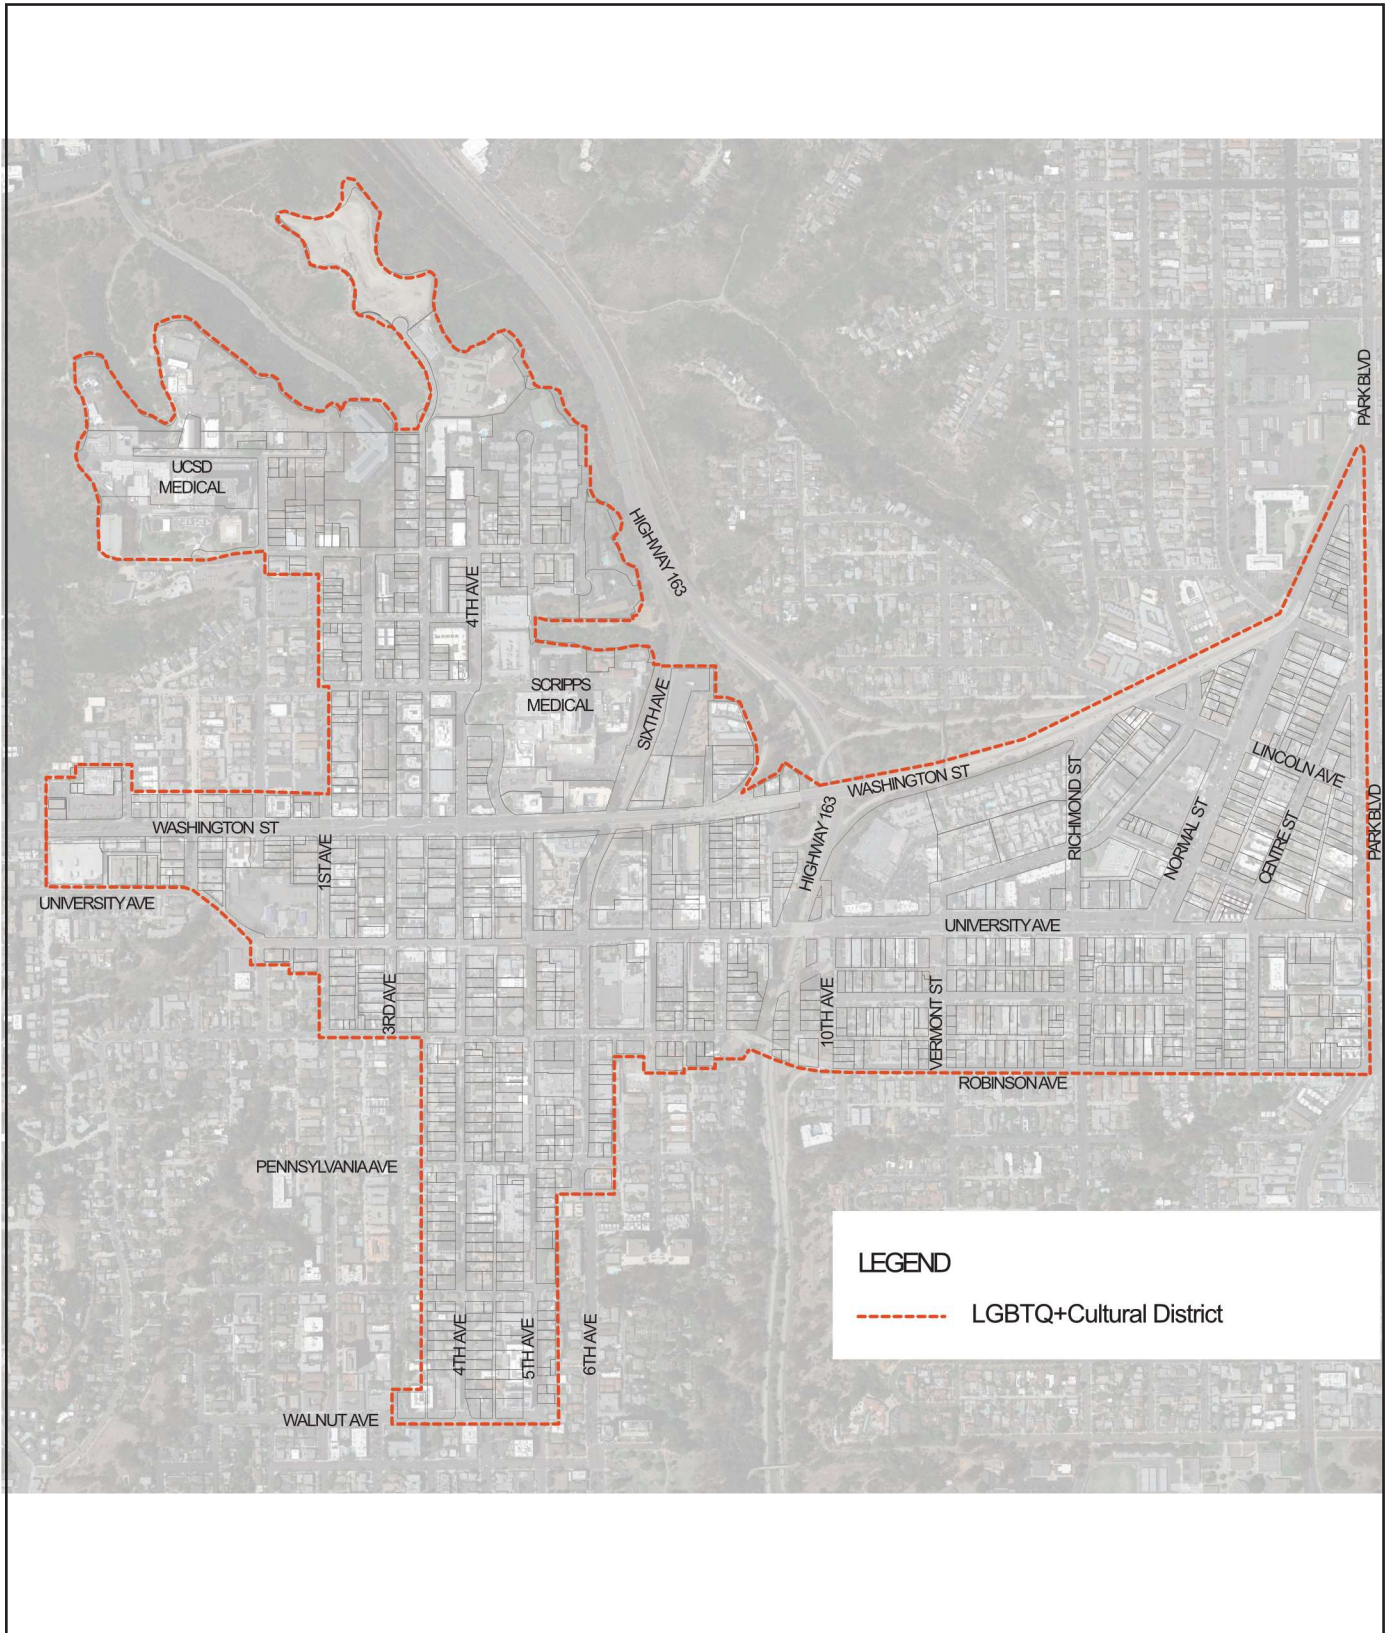 PARK BLVD
UCSD
MEDICAL
HIGHWAY 163
4TH AVE
SCRIPPS
MEDICAL
SIXTH AVE
WASHINGTON ST
LINCOLN AVE
WASHINGTON ST
HIGHWAY 163
RICHMOND ST
NORMAL ST
CENTRE ST
PARK BLVD
1ST AVE
UNIVERSITY AVE
UNIVERSITY AVE
3RD AVE
10TH AVE
VERMONT ST
ROBINSON AVE
PENNSYLVANIA AVE
LEGEND
LGBTQ+Cultural District
4TH AVE
5TH AVE
6TH AVE
WALNUT AVE